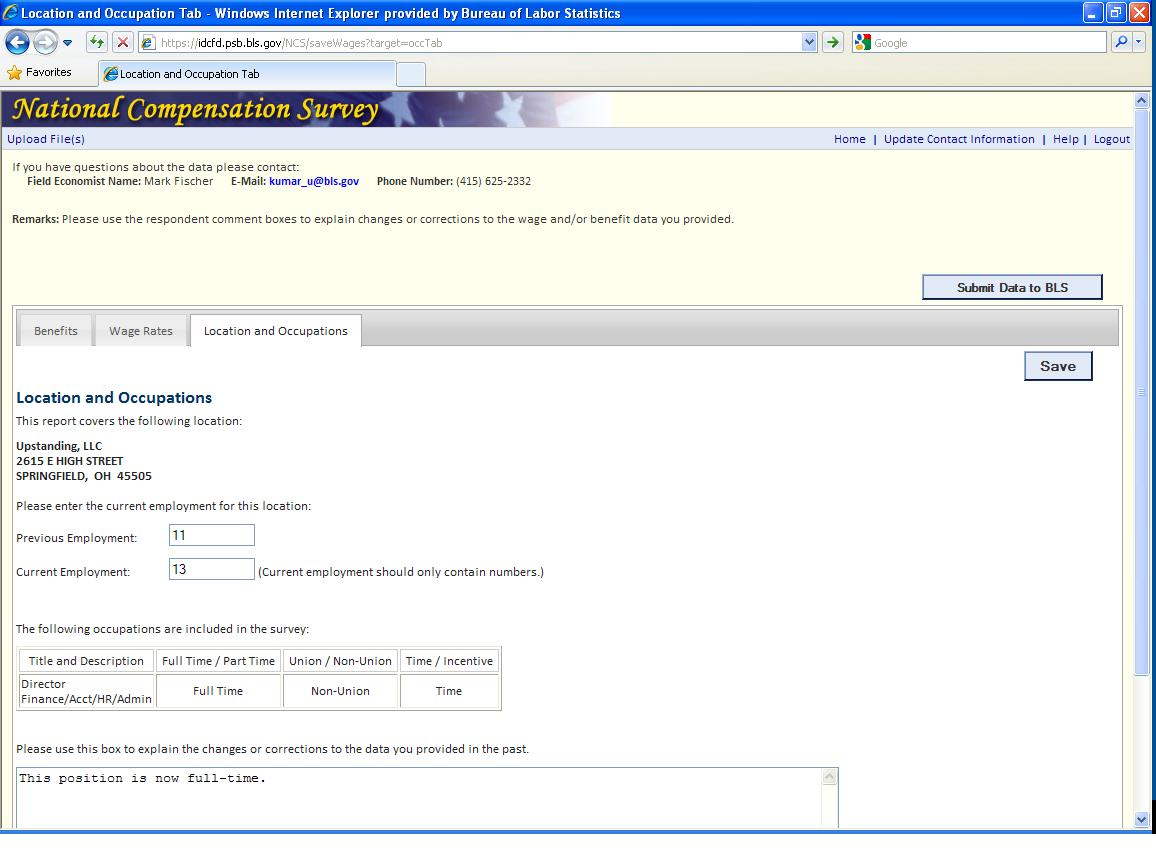 Location and Occupation Tab - Windows Internet Explorer provided by Bureau of Labor Statistics
https://idcfd.psb.bls.gov/NCS/saveWages?target=occTab
Google
Favorites
Location and Occupation Tab
National Compensation Survey
Upload File(s)
Home | Update Contact Information | Help | Logout
If you have questions about the data please contact:
Field Economist Name: Mark Fischer E-Mail: kumar_u@bls.gov Phone Number: (415) 625-2332
Remarks: Please use the respondent comment boxes to explain changes or corrections to the wage and/or benefit data you provided.
Submit Data to BLS
Benefits Wage Rates Location and Occupations
Save
Location and Occupations
This report covers the following location:
Upstanding, LLC
2615 E HIGH STREET
SPRINGFIELD, OH 45505
Please enter the current employment for this location:
Previous Employment: 11
Current Employment: 13 (Current employment should only contain numbers.)
The following occupations are included in the survey:
Title and Description Full Time / Part Time Union / Non-Union Time / Incentive
Director
Finance/Acct/HR/Admin Full Time Non-Union Time
Please use this box to explain the changes or corrections to the data you provided in the past.
This position is now full-time.